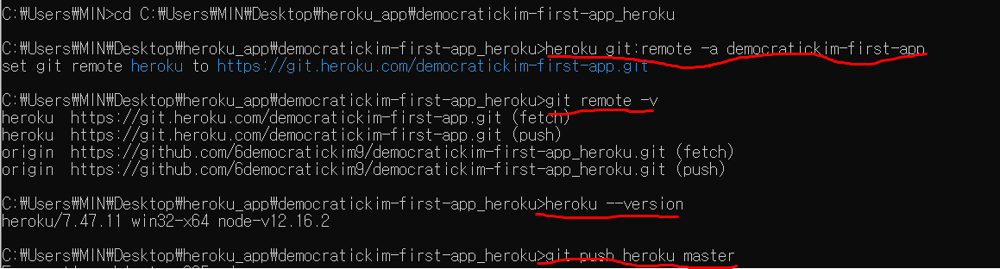 C:₩Users₩MIN>cd C:₩Users₩MIN₩Desktop₩heroku_app₩democratickim-first-app_heroku
C:₩Users₩MIN₩Desktop₩heroku_app₩democratickim-first-app_heroku>heroku git:remote -a democratickim-first-app
set git remote heroku to https://git.heroku.com/democratickim-first-app.git
C:₩Users₩MIN₩Desktop₩heroku_app₩democratickim-first-app_heroku>git remote -v
heroku  https://git.heroku.com/democratickim-first-app.git (fetch)
heroku  https://git.heroku.com/democratickim-first-app.git (push)
origin  https://github.com/6democratickim9/democratickim-first-app_heroku.git (fetch)
origin  https://github.com/6democratickim9/democratickim-first-app_heroku.git (push)
C:₩Users₩MIN₩Desktop₩heroku_app₩democratickim-first-app_heroku>heroku --version
heroku/7.47.11 win32-x64 node-v12.16.2
C:₩Users₩MIN₩Desktop₩heroku_app₩democratickim-first-app_heroku>git push heroku master